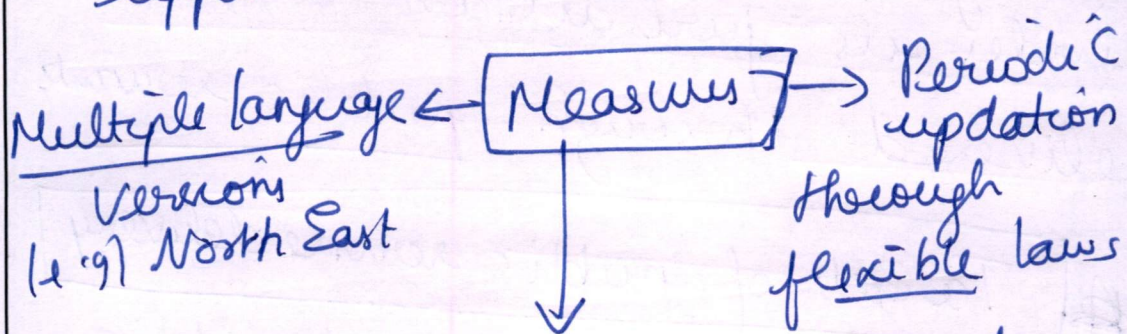 Multiple language
versions
(e.g) North East
Measures
Periodic
updation
through
flexible laws